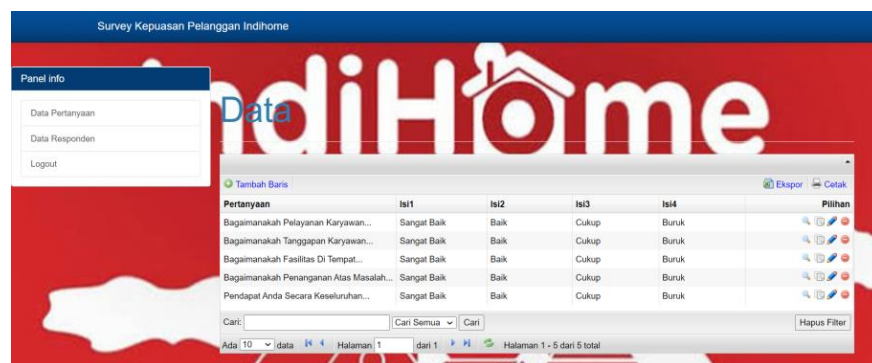 Survey Kepuasan Pelanggan Indihome
Panel info
Data Pertanyaan
Data Responden
Logout
indiHome
Data
Tambah Baris Ekspor Cetak
Pertanyaan Isi1 Isi2 Isi3 Isi4 Pilihan
Bagaimanakah Pelayanan Karyawan... Sangat Baik Baik Cukup Buruk
Bagaimanakah Tanggapan Karyawan... Sangat Baik Baik Cukup Buruk
Bagaimanakah Fasilitas Di Tempat... Sangat Baik Baik Cukup Buruk
Bagaimanakah Penanganan Atas Masalah... Sangat Baik Baik Cukup Buruk
Pendapat Anda Secara Keseluruhan... Sangat Baik Baik Cukup Buruk
Cari: Cari Semua Cari Hapus Filter
Ada 10 data Halaman 1 dari 1 Halaman 1 - 5 dari 5 total